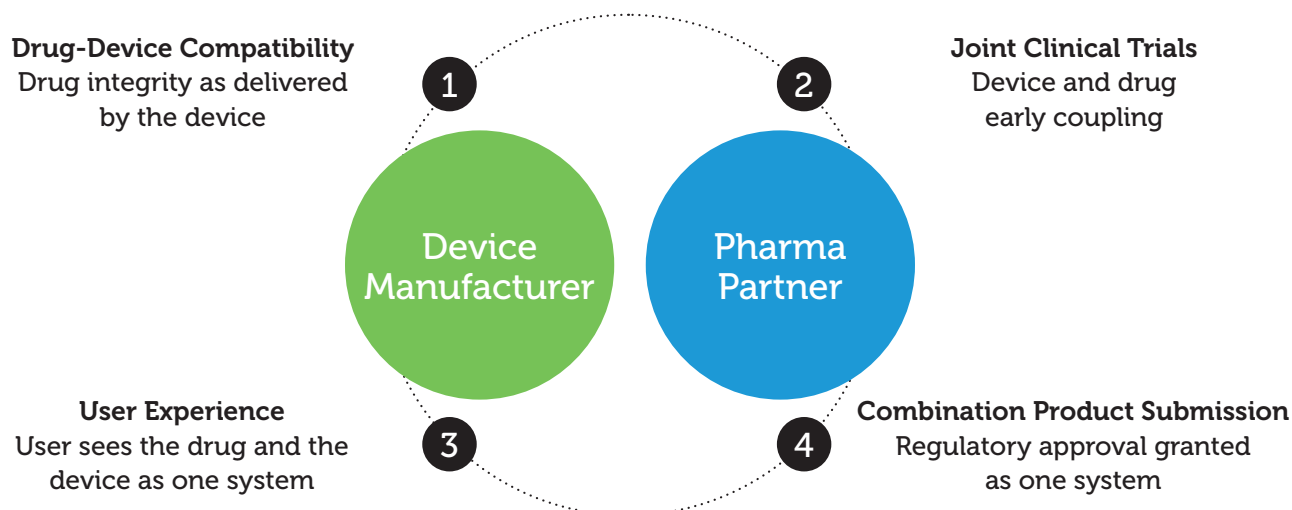 Drug-Device Compatibility
Drug integrity as delivered
by the device
1
2
Joint Clinical Trials
Device and drug
early coupling
Device
Manufacturer
Pharma
Partner
User Experience
User sees the drug and the
device as one system
3
4
Combination Product Submission
Regulatory approval granted
as one system